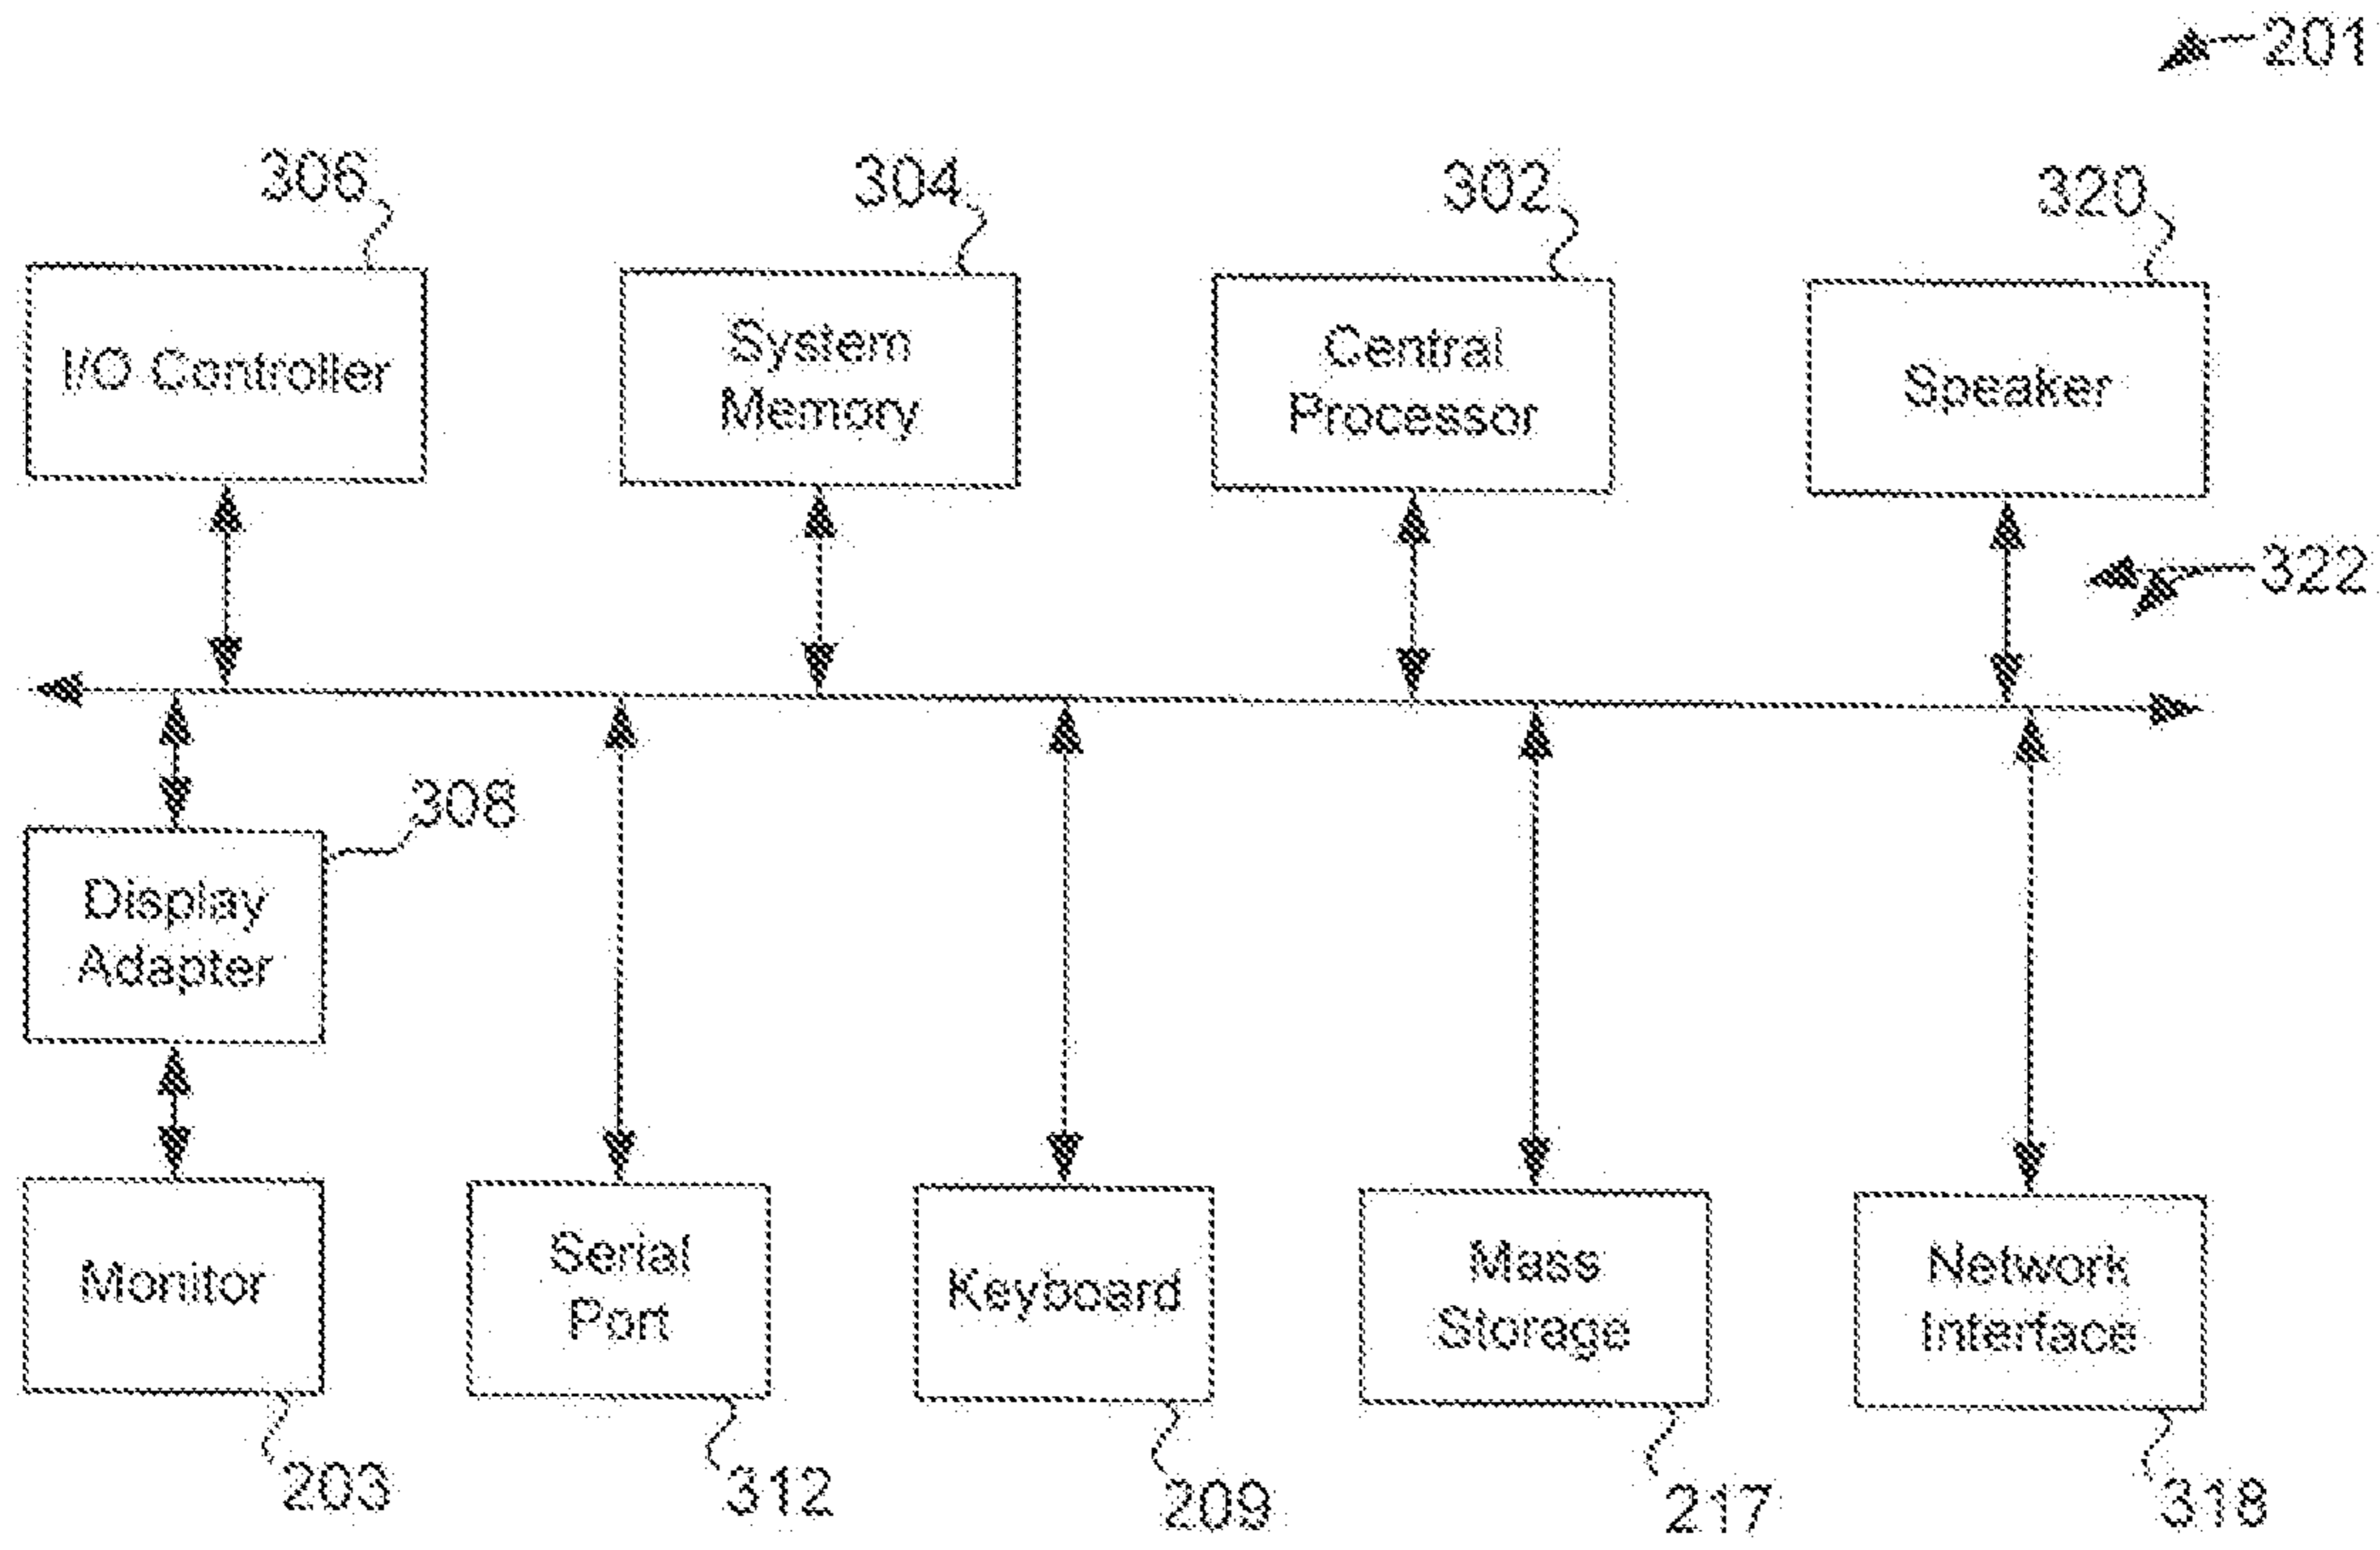 201
306
304
302
320
I/O Controller
System
Memory
Central
Processor
Speaker
322
308
Display
Adapter
Monitor
Serial
Port
Keyboard
Mass
Storage
Network
Interface
203
312
209
217
318